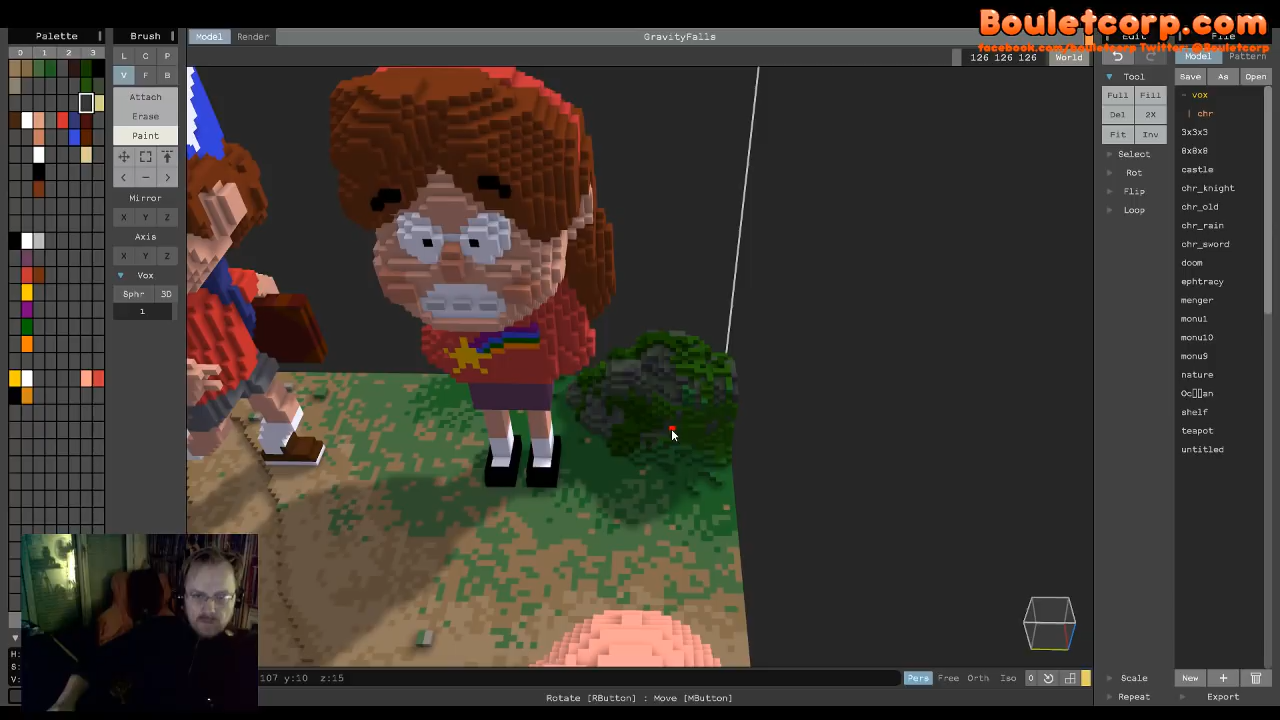 Bouletcorp.com
facebook.com/bouletcorp Twitter: @Bouletcorp
Palette
Brush
Model
Render
GravityFalls
Edit
File
0 1 2 3
L C P
126 126 126
World
Model
Pattern
V F B
Tool
Save
As
Open
Attach
Full
Fill
- vox
Erase
Del
2X
| chr
Paint
Fit
Inv
3x3x3
Select
8x8x8
< - >
Rot
castle
Mirror
Flip
chr_knight
X Y Z
Loop
chr_old
Axis
chr_rain
X Y Z
chr_sword
Vox
doom
Sphr
3D
ephtracy
1
menger
monu1
monu10
monu9
nature
Oc▯▯an
shelf
teapot
untitled
H:
S:
V:
107 y:10 z:15
Pers
Free
Orth
Iso
0
Scale
New
+
Rotate [RButton] : Move [MButton]
Repeat
Export